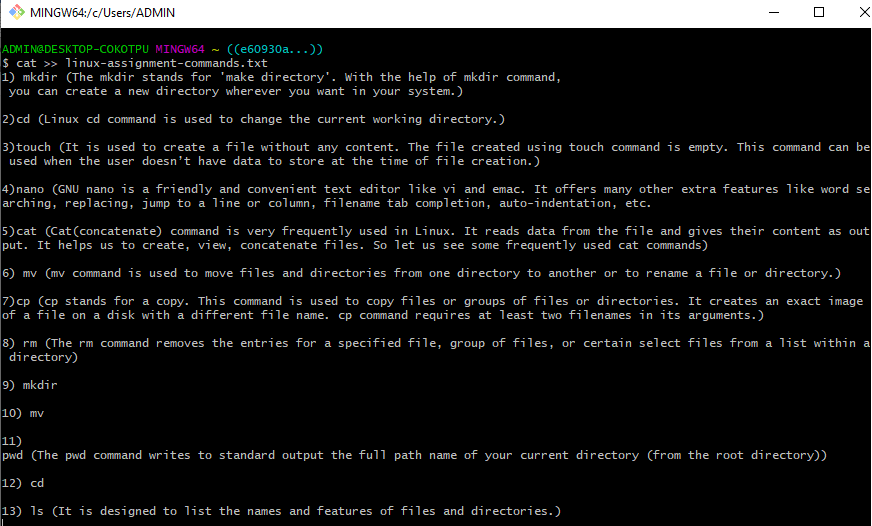 MINGW64:/c/Users/ADMIN
ADMIN@DESKTOP-COKOTPU MINGW64 ~ ((e60930a...))
$ cat >> linux-assignment-commands.txt
1) mkdir (The mkdir stands for 'make directory'. With the help of mkdir command,
 you can create a new directory wherever you want in your system.)
2)cd (Linux cd command is used to change the current working directory.)
3)touch (It is used to create a file without any content. The file created using touch command is empty. This command can be
 used when the user doesn't have data to store at the time of file creation.)
4)nano (GNU nano is a friendly and convenient text editor like vi and emac. It offers many other extra features like word se
arching, replacing, jump to a line or column, filename tab completion, auto-indentation, etc.
5)cat (Cat(concatenate) command is very frequently used in Linux. It reads data from the file and gives their content as out
put. It helps us to create, view, concatenate files. So let us see some frequently used cat commands)
6) mv (mv command is used to move files and directories from one directory to another or to rename a file or directory.)
7)cp (cp stands for a copy. This command is used to copy files or groups of files or directories. It creates an exact image
of a file on a disk with a different file name. cp command requires at least two filenames in its arguments.)
8) rm (The rm command removes the entries for a specified file, group of files, or certain select files from a list within a
 directory)
9) mkdir
10) mv
11)
pwd (The pwd command writes to standard output the full path name of your current directory (from the root directory))
12) cd
13) ls (It is designed to list the names and features of files and directories.)